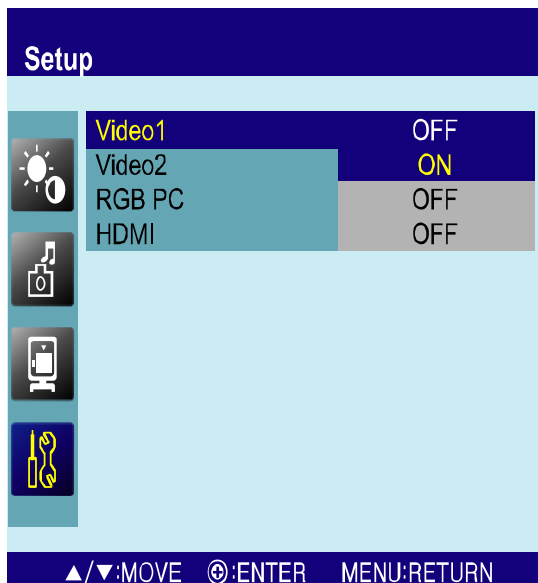 Setup
Video1 OFF
Video2 ON
RGB PC OFF
HDMI OFF
▲/▼:MOVE ⊕:ENTER MENU:RETURN